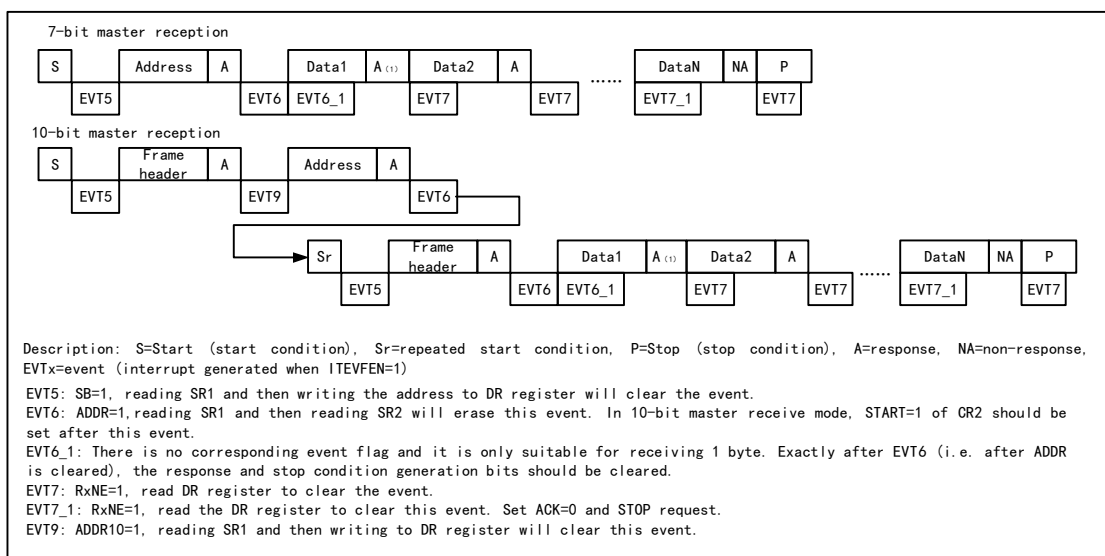 7-bit master reception
S Address A Data1 A (1) Data2 A ...... DataN NA P
EVT5 EVT6 EVT6_1 EVT7 EVT7 EVT7_1 EVT7
10-bit master reception
S Frame header A Address A
EVT5 EVT9 EVT6
Sr Frame header A Data1 A (1) Data2 A ...... DataN NA P
EVT5 EVT6 EVT6_1 EVT7 EVT7 EVT7_1 EVT7
Description: S=Start (start condition), Sr=repeated start condition, P=Stop (stop condition), A=response, NA=non-response,
EVTx=event (interrupt generated when ITEVFEN=1)
EVT5: SB=1, reading SR1 and then writing the address to DR register will clear the event.
EVT6: ADDR=1, reading SR1 and then reading SR2 will erase this event. In 10-bit master receive mode, START=1 of CR2 should be
set after this event.
EVT6_1: There is no corresponding event flag and it is only suitable for receiving 1 byte. Exactly after EVT6 (i.e. after ADDR
is cleared), the response and stop condition generation bits should be cleared.
EVT7: RxNE=1, read DR register to clear the event.
EVT7_1: RxNE=1, read the DR register to clear this event. Set ACK=0 and STOP request.
EVT9: ADDR10=1, reading SR1 and then writing to DR register will clear this event.